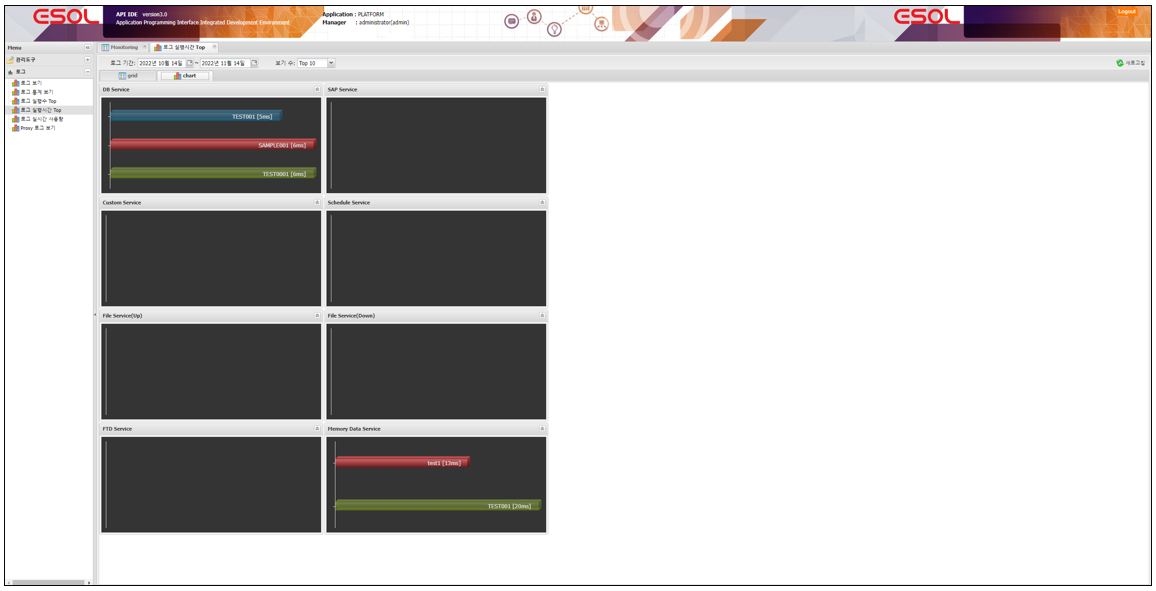 ESOL
API IDE version3.0
Application Programming Interface Integrated Development Environment
Application : PLATFORM
Manager : administrator(admin)
ESOL
Logout
Menu
관리도구
로그
로그 보기
로그 통계 보기
로그 실행수 Top
로그 실행시간 Top
로그 실시간 사용량
Proxy 로그 보기
Monitoring
로그 실행시간 Top
로그 기간: 2022년 10월 14일 ~ 2022년 11월 14일 보기 수: Top 10
새로고침
grid
chart
DB Service
TEST001 [5ms]
SAMPLE001 [6ms]
TEST0001 [6ms]
SAP Service
Custom Service
Schedule Service
File Service(Up)
File Service(Down)
FTD Service
Memory Data Service
test1 [13ms]
TEST001 [20ms]